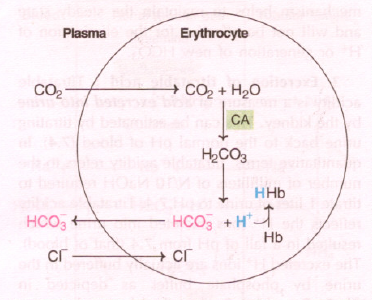 Plasma Erythrocyte
CO₂ CO₂ + H₂O
CA
H₂CO₃
HHb
HCO₃⁻ HCO₃⁻ + H⁺
Hb
Cl⁻ Cl⁻